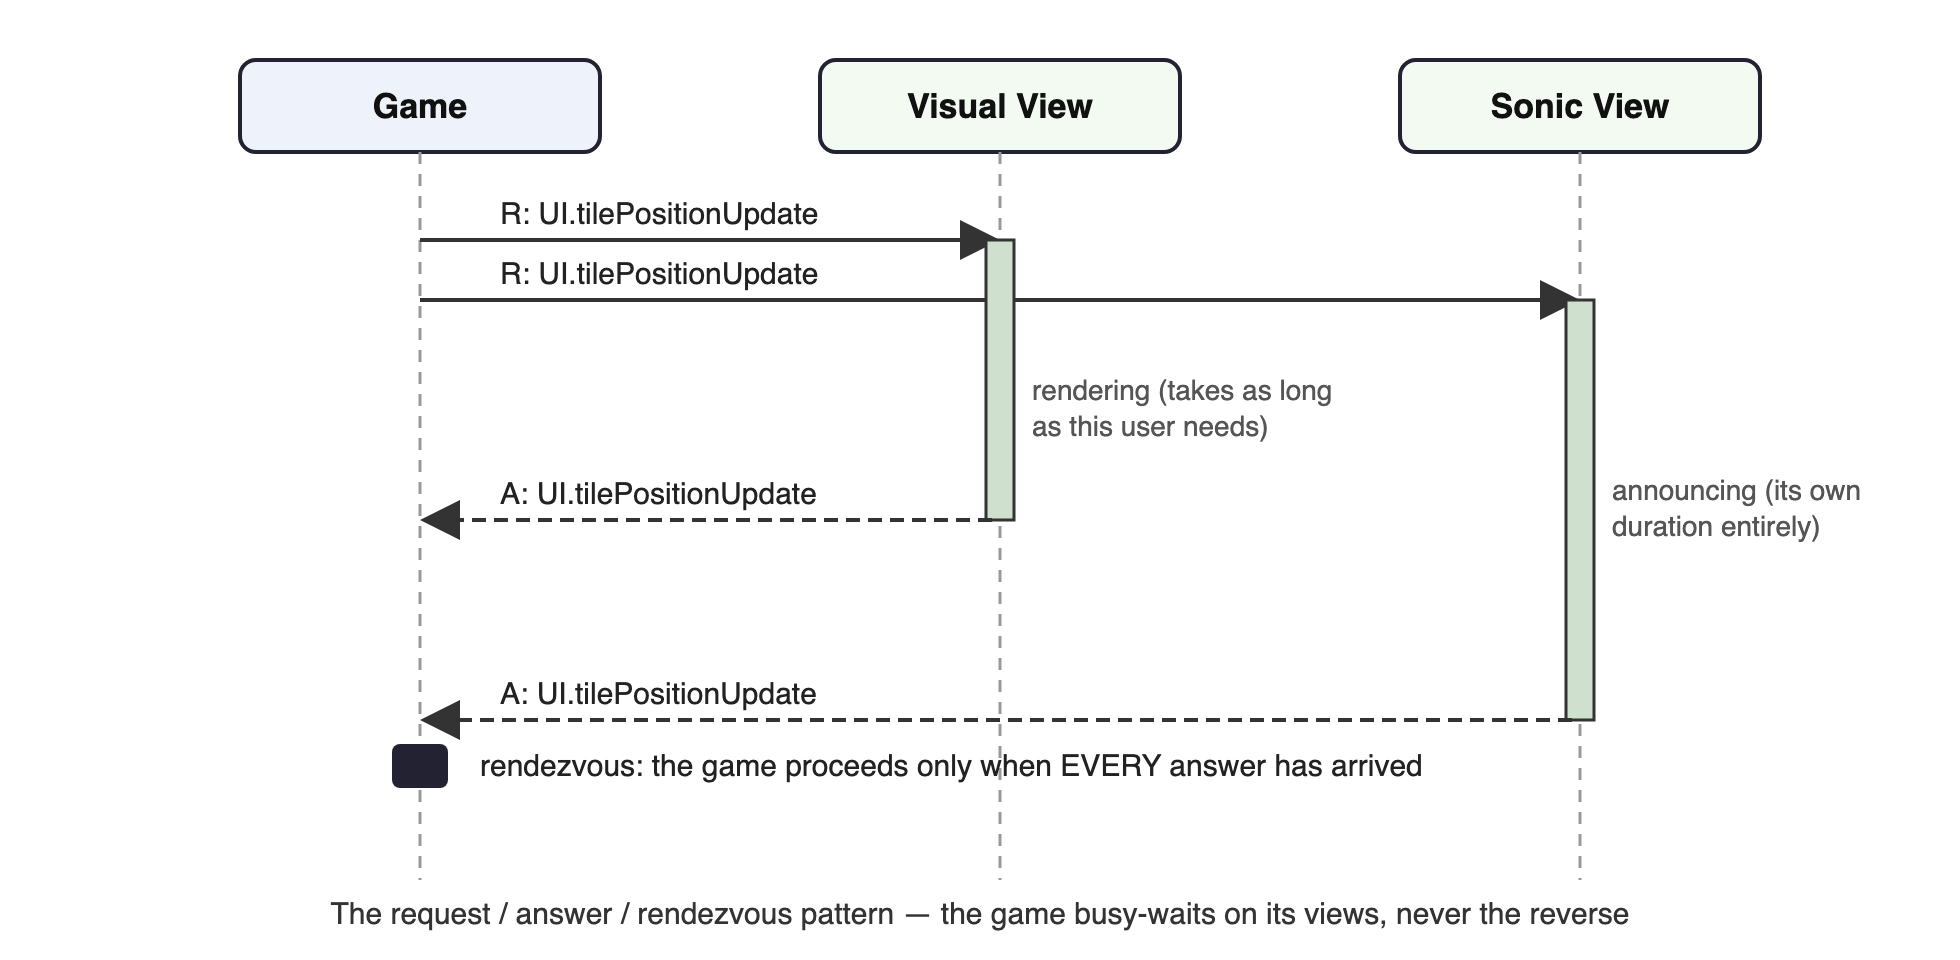 Game
Visual View
Sonic View
R: UI.tilePositionUpdate
R: UI.tilePositionUpdate
rendering (takes as long
as this user needs)
A: UI.tilePositionUpdate
announcing (its own
duration entirely)
A: UI.tilePositionUpdate
rendezvous: the game proceeds only when EVERY answer has arrived
The request / answer / rendezvous pattern — the game busy-waits on its views, never the reverse